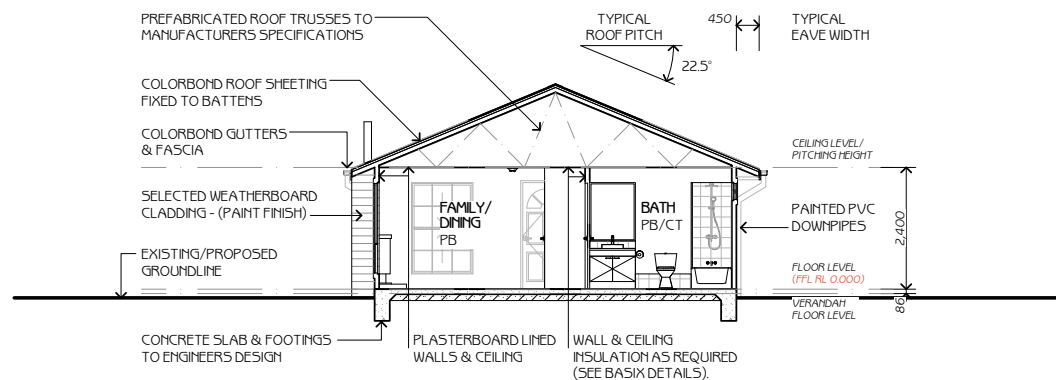 PREFABRICATED ROOF TRUSSES TO
MANUFACTURERS SPECIFICATIONS
TYPICAL
ROOF PITCH
22.5°
450
TYPICAL
EAVE WIDTH
COLORBOND ROOF SHEETING
FIXED TO BATTENS
COLORBOND GUTTERS
& FASCIA
CEILING LEVEL/
PITCHING HEIGHT
SELECTED WEATHERBOARD
CLADDING - (PAINT FINISH)
FAMILY/
DINING
PB
BATH
PB/CT
PAINTED PVC
DOWNPIPES
2,400
EXISTING/PROPOSED
GROUNDLINE
FLOOR LEVEL
(FFL RL 0.000)
VERANDAH
FLOOR LEVEL
86
CONCRETE SLAB & FOOTINGS
TO ENGINEERS DESIGN
PLASTERBOARD LINED
WALLS & CEILING
WALL & CEILING
INSULATION AS REQUIRED
(SEE BASIX DETAILS).